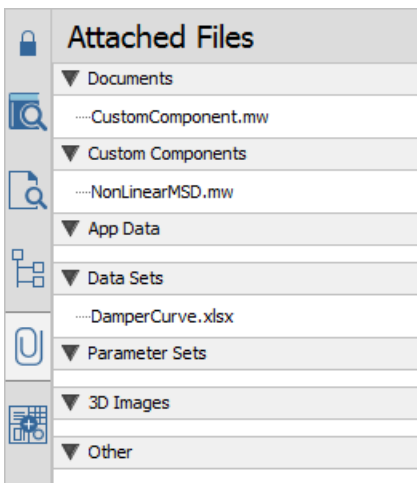 Attached Files
Documents
CustomComponent.mw
Custom Components
NonLinearMSD.mw
App Data
Data Sets
DamperCurve.xlsx
Parameter Sets
3D Images
Other